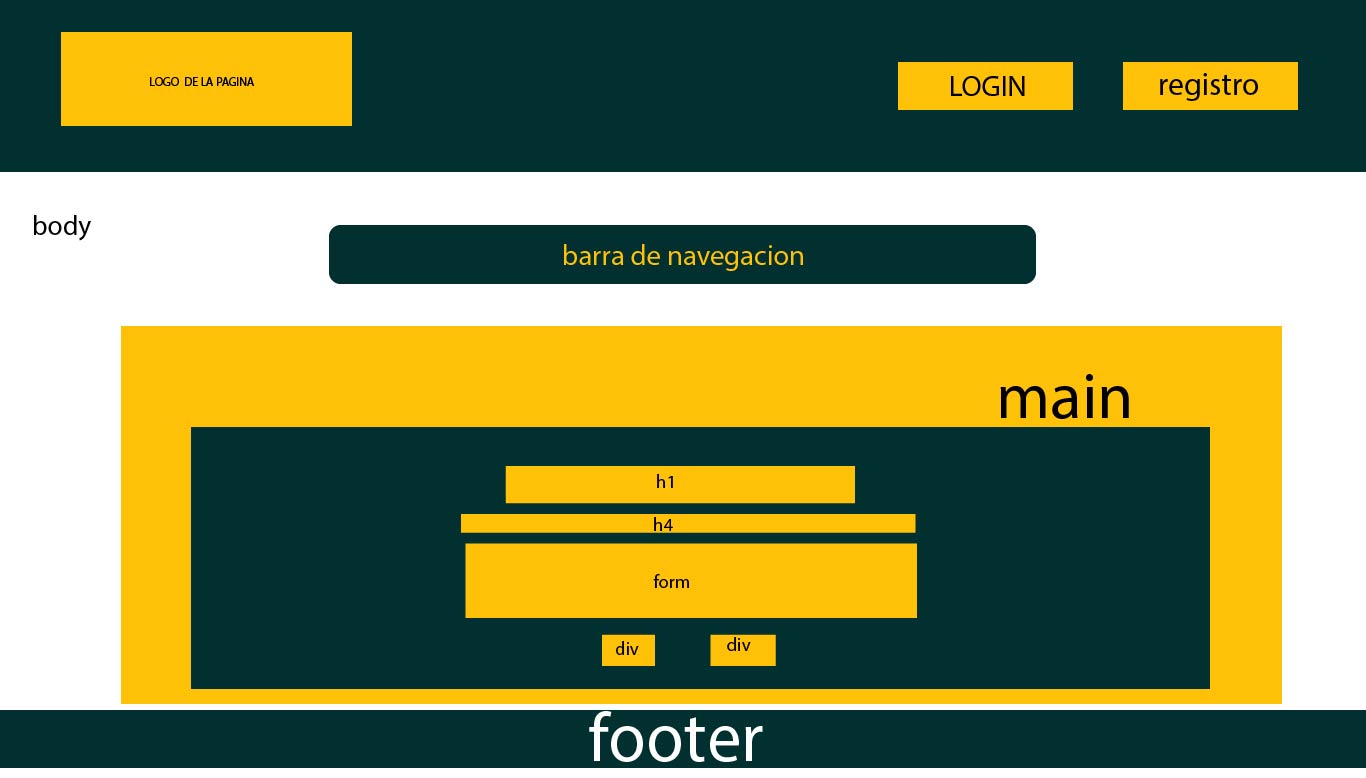 LOGO DE LA PAGINA
LOGIN
registro
body
barra de navegacion
main
h1
h4
form
div
div
footer